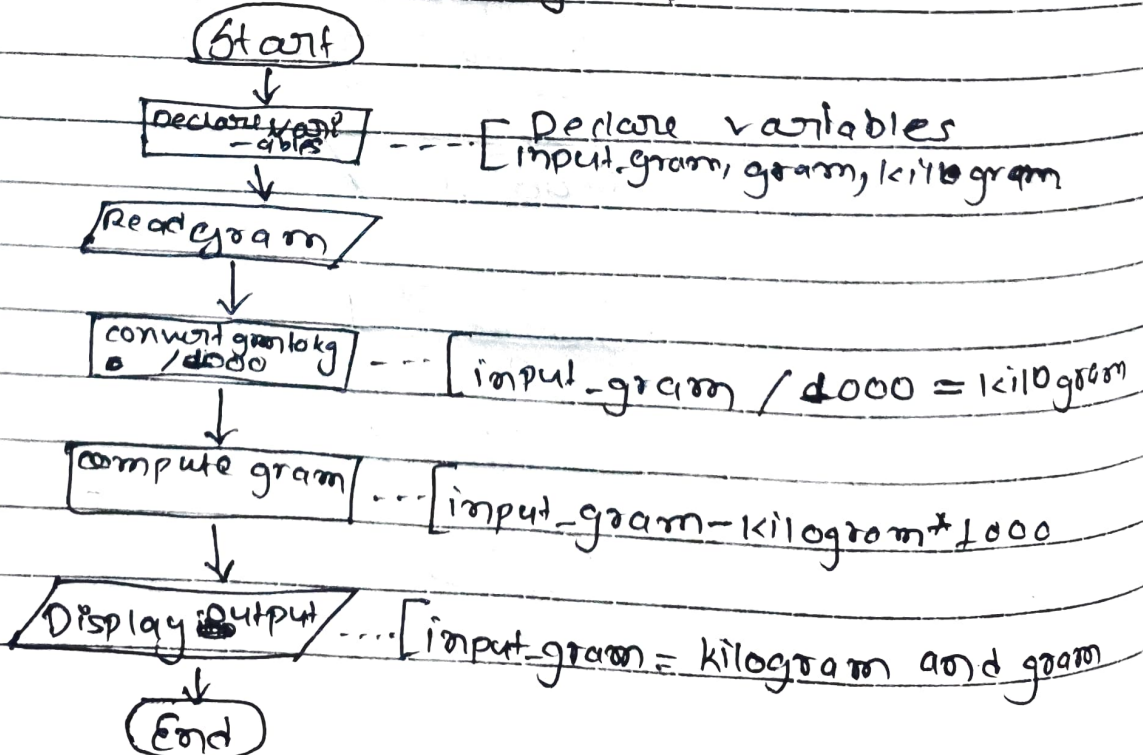 Start
Declare vari
-ables
Declare variables
input_gram, gram, kilogram
Read gram
convert gram to kg
/1000
input_gram / 1000 = kilogram
compute gram
input_gram-kilogram*1000
Display output
input_gram = kilogram and gram
End